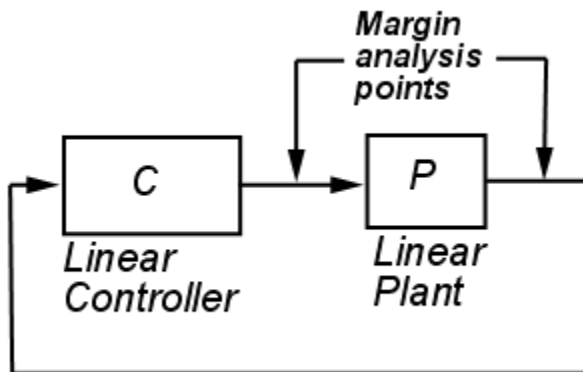 Margin
analysis
points
C
P
Linear
Controller
Linear
Plant